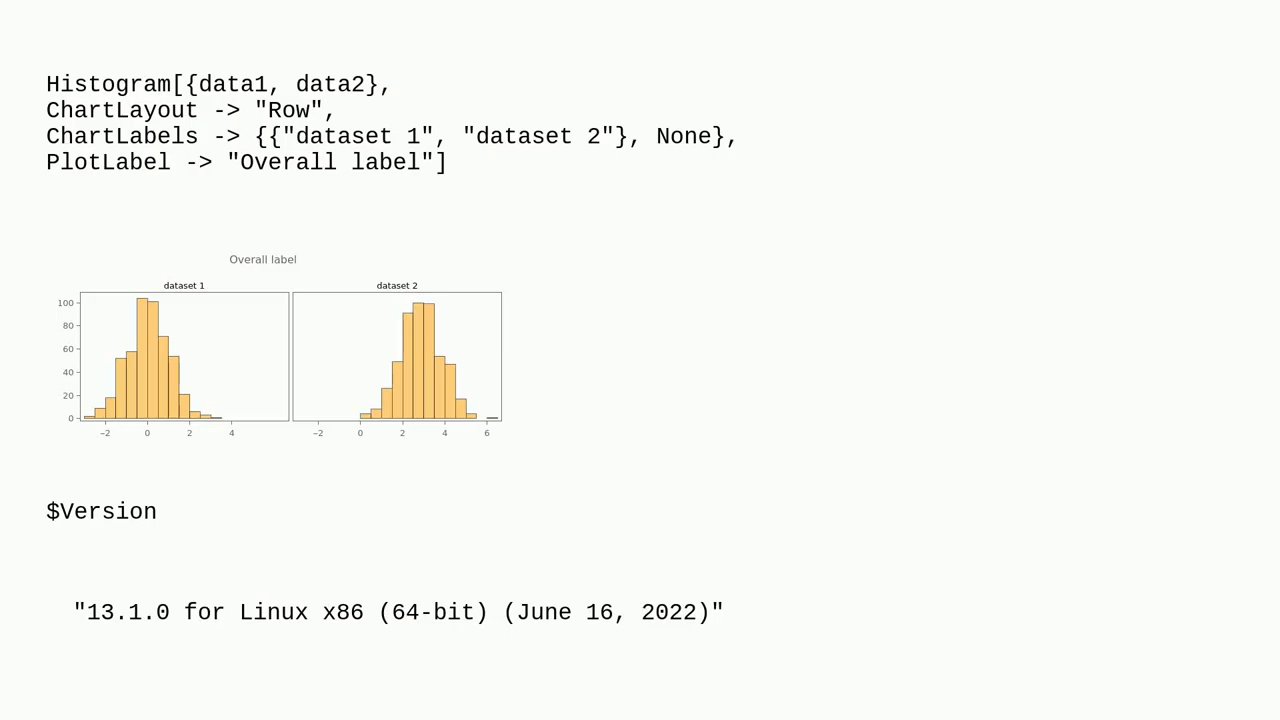 Histogram[{data1, data2},
ChartLayout -> "Row",
ChartLabels -> {{"dataset 1", "dataset 2"}, None},
PlotLabel -> "Overall label"]
Overall label
dataset 1 dataset 2
100
80
60
40
20
0
−2 0 2 4 −2 0 2 4 6
$Version
"13.1.0 for Linux x86 (64-bit) (June 16, 2022)"